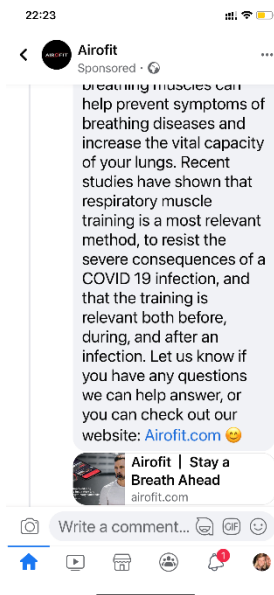 22:23
AIROFIT
Airofit
Sponsored ·
breathing muscles can
help prevent symptoms of
breathing diseases and
increase the vital capacity
of your lungs. Recent
studies have shown that
respiratory muscle
training is a most relevant
method, to resist the
severe consequences of a
COVID 19 infection, and
that the training is
relevant both before,
during, and after an
infection. Let us know if
you have any questions
we can help answer, or
you can check out our
website: Airofit.com 😊
Airofit | Stay a
Breath Ahead
airofit.com
Write a comment...
GIF
1